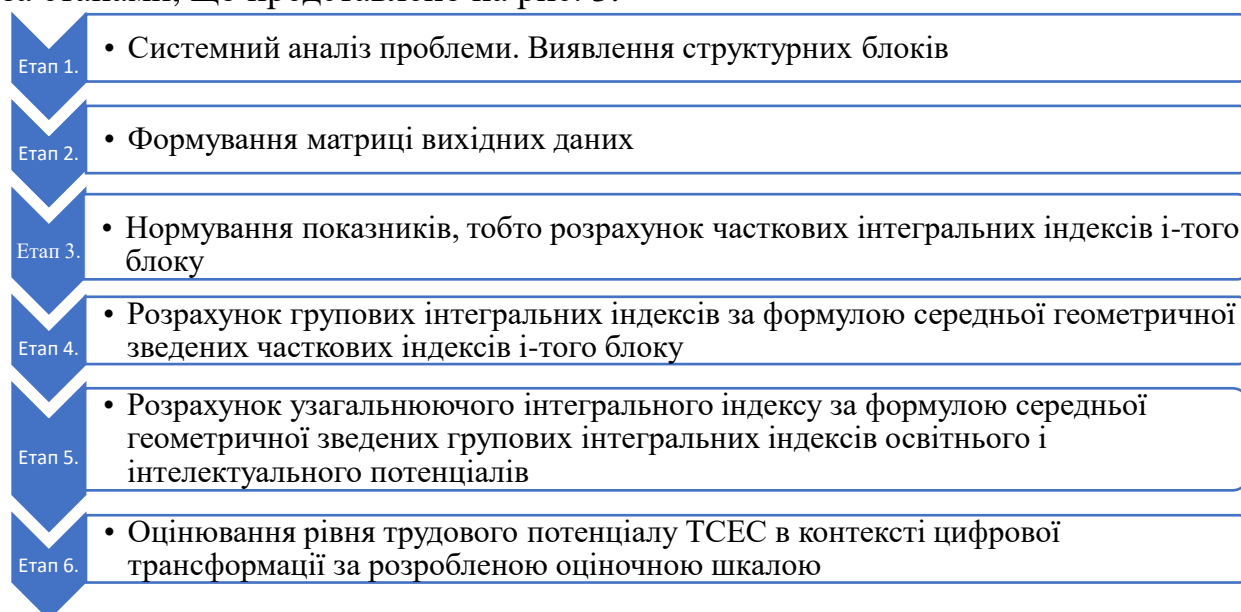 за етапами, що представлено на рис. 3.
Етап 1.
• Системний аналіз проблеми. Виявлення структурних блоків
Етап 2.
• Формування матриці вихідних даних
Етап 3.
• Нормування показників, тобто розрахунок часткових інтегральних індексів і-того
блоку
Етап 4.
• Розрахунок групових інтегральних індексів за формулою середньої геометричної
зведених часткових індексів і-того блоку
Етап 5.
• Розрахунок узагальнюючого інтегрального індексу за формулою середньої
геометричної зведених групових інтегральних індексів освітнього і
інтелектуального потенціалів
Етап 6.
• Оцінювання рівня трудового потенціалу ТСЕС в контексті цифрової
трансформації за розробленою оціночною шкалою